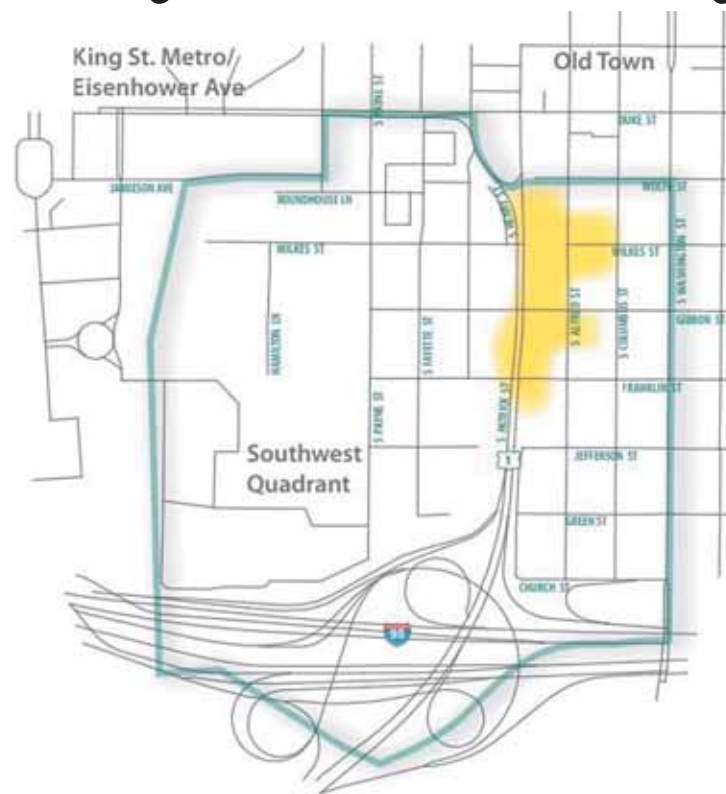 King St. Metro/
Eisenhower Ave
Old Town
S PAYNE ST
DUKE ST
JAMIESON AVE
WOLFE ST
ROUNDHOUSE LN
WILKES ST
WILKES ST
S WASHINGTON ST
HAMILTON LN
S FAYETTE ST
S ALFRED ST
S COLUMBUS ST
GIBBON ST
S PAYNE ST
S PATRICK ST
FRANKLIN ST
Southwest
Quadrant
1
JEFFERSON ST
GREEN ST
CHURCH ST
95